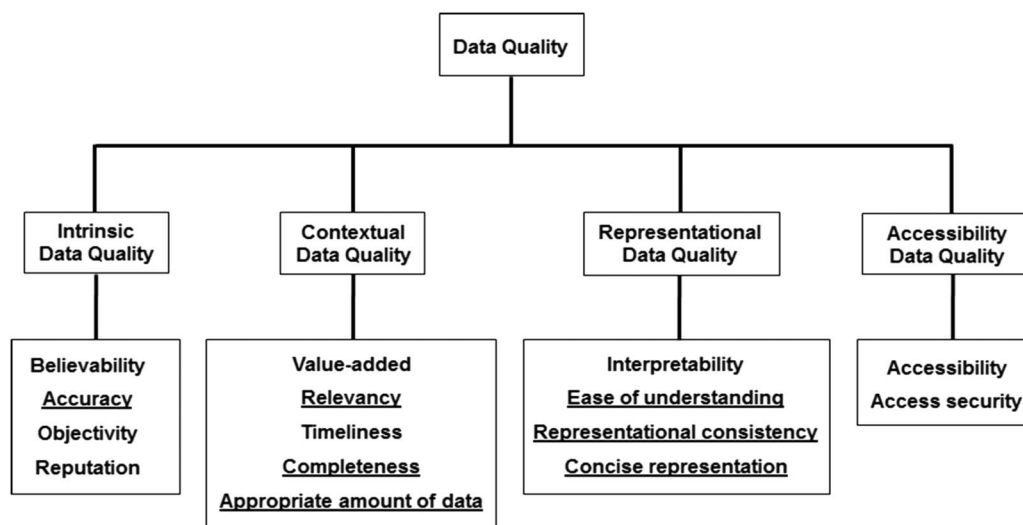 Data Quality
Intrinsic
Data Quality
Contextual
Data Quality
Representational
Data Quality
Accessibility
Data Quality
Believability
Accuracy
Objectivity
Reputation
Value-added
Relevancy
Timeliness
Completeness
Appropriate amount of data
Interpretability
Ease of understanding
Representational consistency
Concise representation
Accessibility
Access security